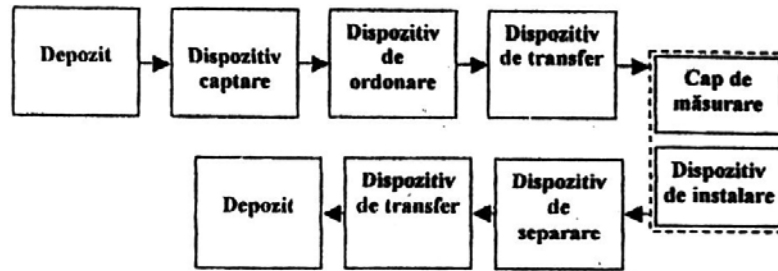 Depozit
Dispozitiv
captare
Dispozitiv
de
ordonare
Dispozitiv
de transfer
Cap de
măsurare
Dispozitiv
de instalare
Dispozitiv
de
separare
Dispozitiv
de transfer
Depozit